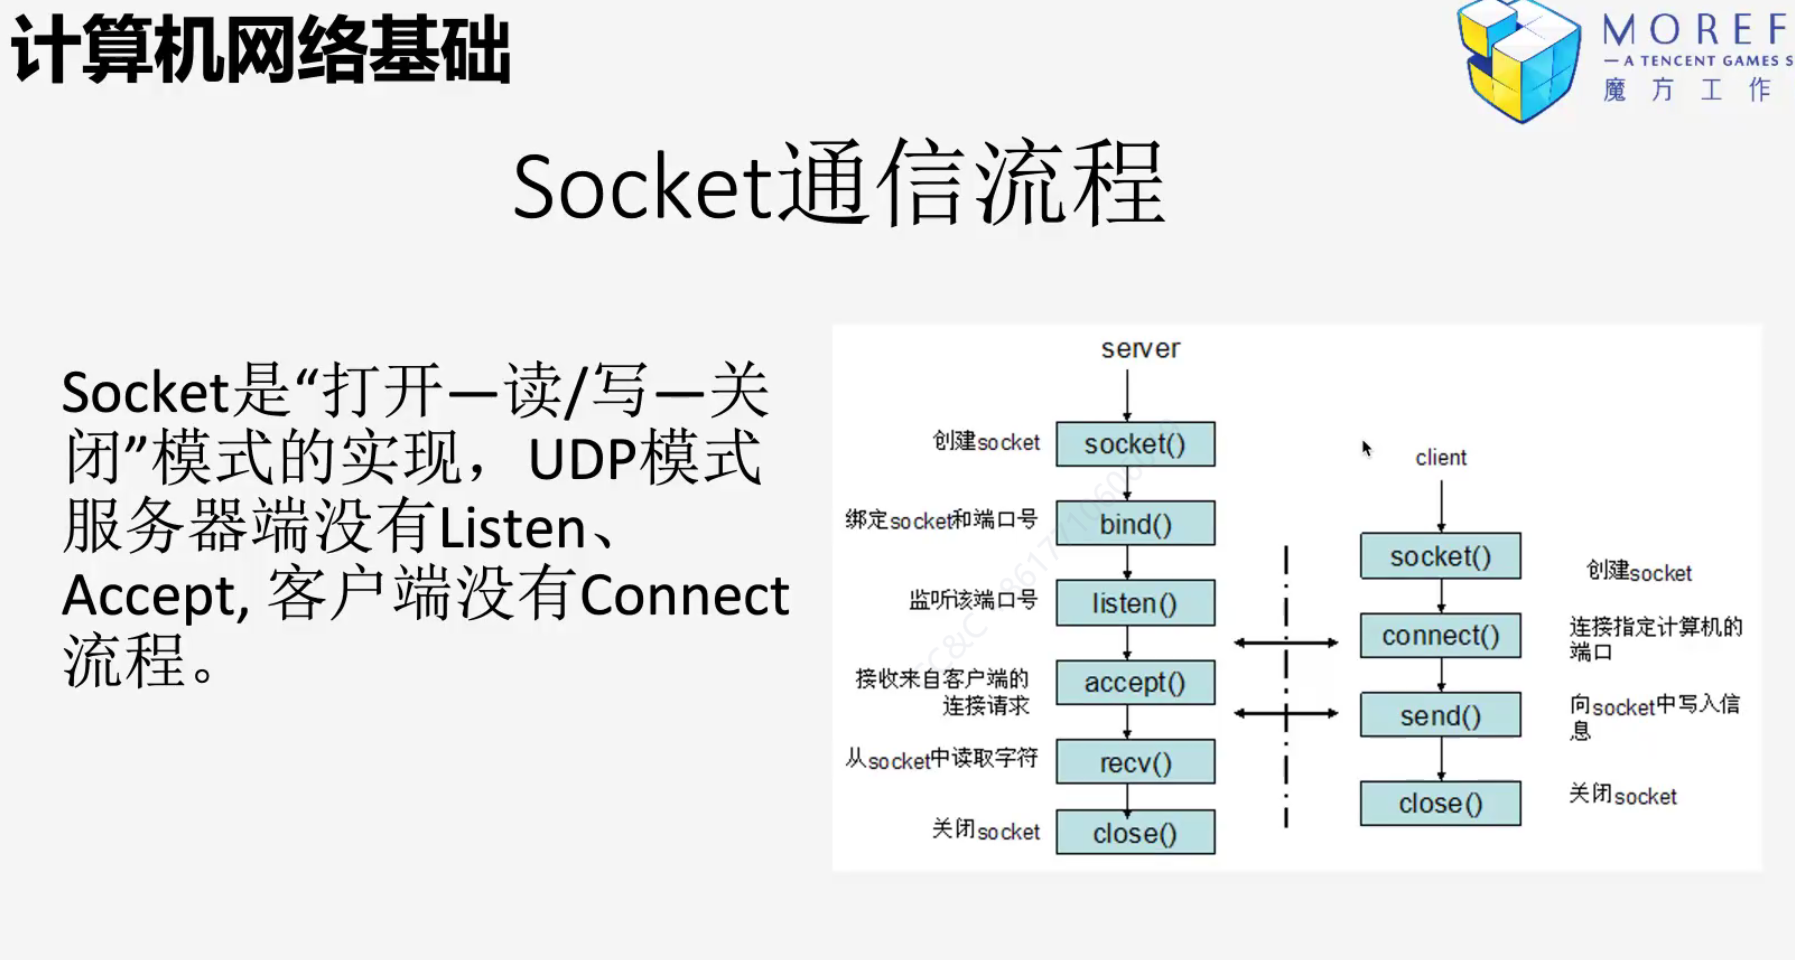 计算机网络基础
MOREF
—A TENCENT GAMES S
魔方工作
Socket通信流程
Socket是“打开—读/写—关
闭”模式的实现，UDP模式
服务器端没有Listen、
Accept, 客户端没有Connect
流程。
server
创建socket
socket()
绑定socket和端口号
bind()
监听该端口号
listen()
接收来自客户端的
连接请求
accept()
从socket中读取字符
recv()
关闭socket
close()
client
socket()
创建socket
connect()
连接指定计算机的
端口
send()
向socket中写入信
息
close()
关闭socket